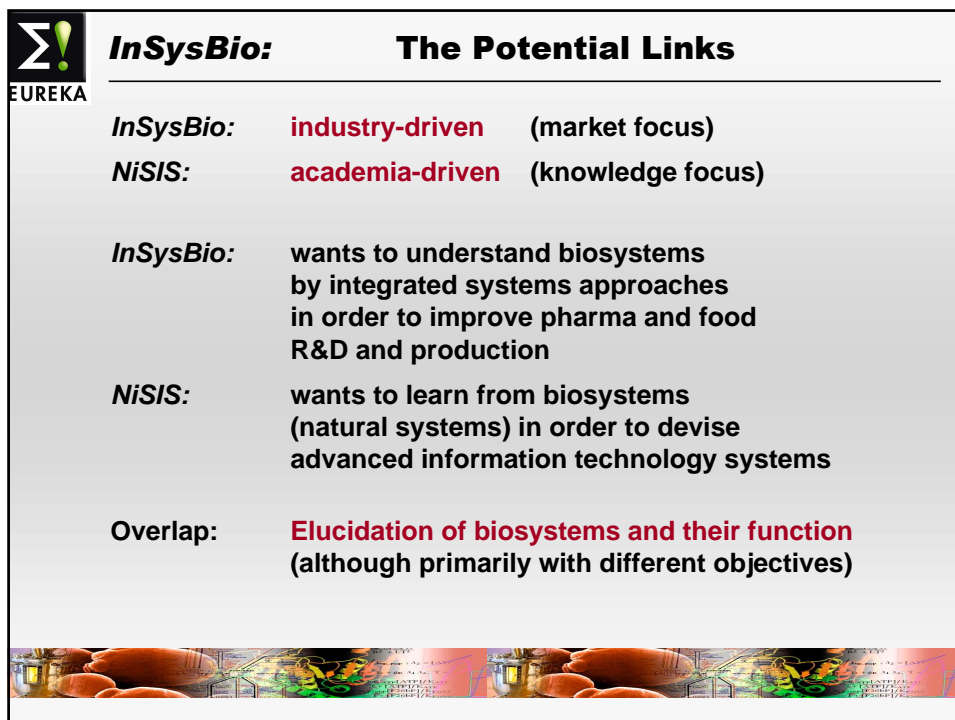 Σ!
EUREKA
InSysBio: The Potential Links
InSysBio: industry-driven (market focus)
NiSIS: academia-driven (knowledge focus)
InSysBio: wants to understand biosystems
by integrated systems approaches
in order to improve pharma and food
R&D and production
NiSIS: wants to learn from biosystems
(natural systems) in order to devise
advanced information technology systems
Overlap: Elucidation of biosystems and their function
(although primarily with different objectives)